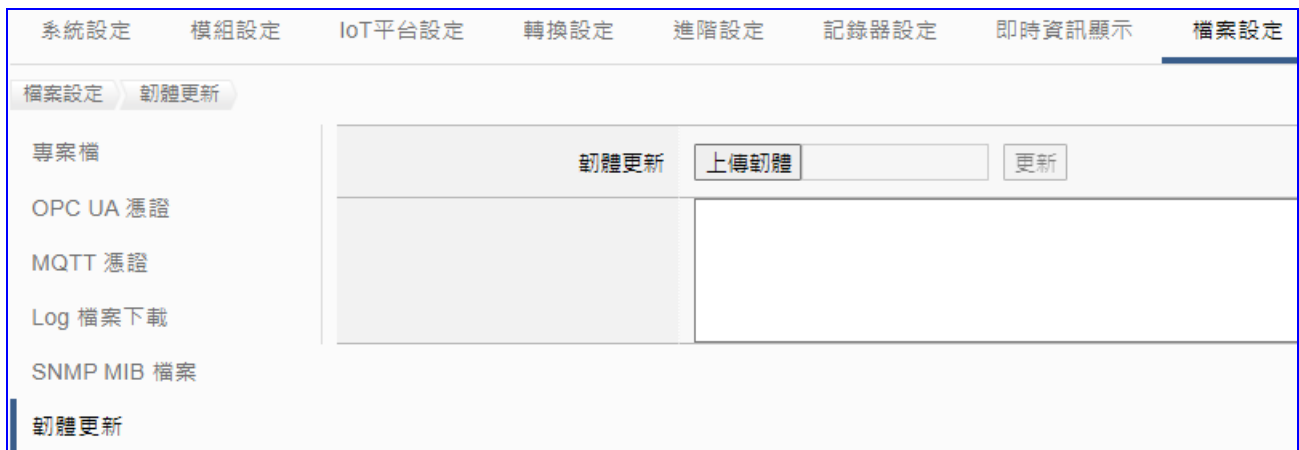 系統設定 模組設定 IoT平台設定 轉換設定 進階設定 記錄器設定 即時資訊顯示 檔案設定
檔案設定 韌體更新
專案檔
韌體更新 上傳韌體 更新
OPC UA 憑證
MQTT 憑證
Log 檔案下載
SNMP MIB 檔案
韌體更新